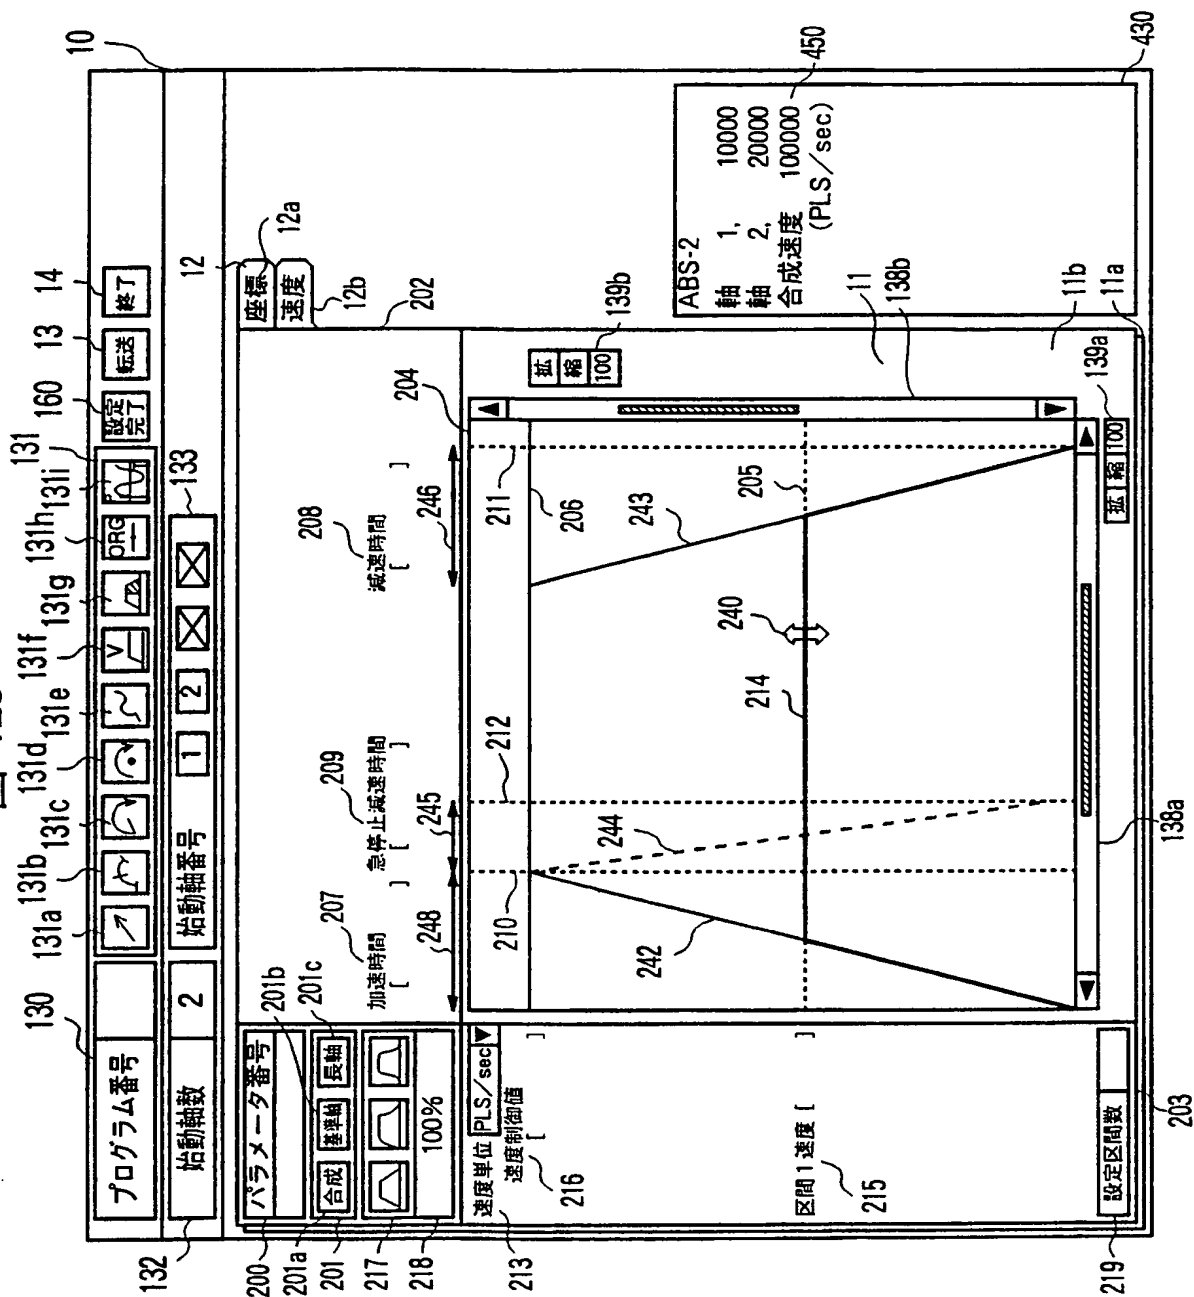 10
130
プログラム番号
131a
131b
131c
131d
131e
131f
131g
131h
131i
131
V
ORG
160
設定
完了
13
転送
14
終了
132
始動軸数
2
始動軸番号
1
2
133
12
座標
12a
速度
12b
202
200
パラメータ番号
201a
合成
201b
基準軸
201c
長軸
201
217
218
100%
207
加速時間
[ ]
209
急停止減速時間
[ ]
208
減速時間
[ ]
248
245
246
204
213
速度単位
PLS/sec
速度制御値
[ ]
216
210
212
211
206
242
244
214
240
243
205
区間1速度 [ ]
215
拡
縮
100
139b
11
138b
11b
11a
219
設定区間数
203
138a
拡 縮 100
139a
ABS-2
軸 1, 10000
軸 2, 20000
合成速度 100000
(PLS/sec)
450
430